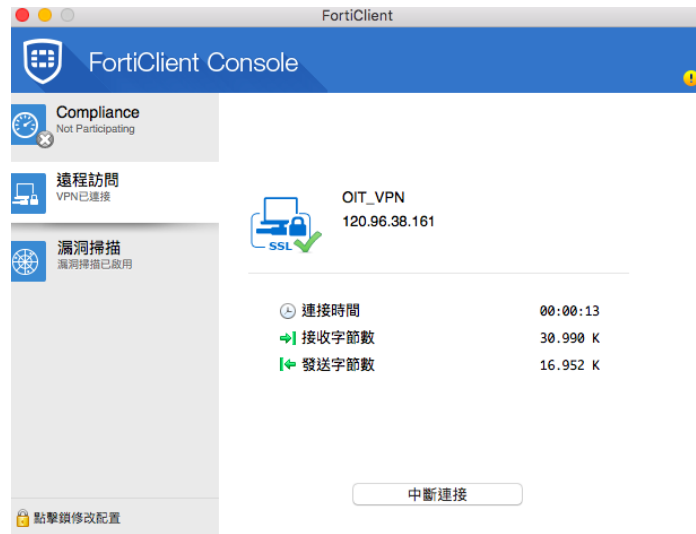 FortiClient
FortiClient Console
Compliance
Not Participating
遠程訪問
VPN已連接
漏洞掃描
漏洞掃描已啟用
點擊鎖修改配置
OIT_VPN
120.96.38.161
SSL
連接時間 00:00:13
接收字節數 30.990 K
發送字節數 16.952 K
中斷連接